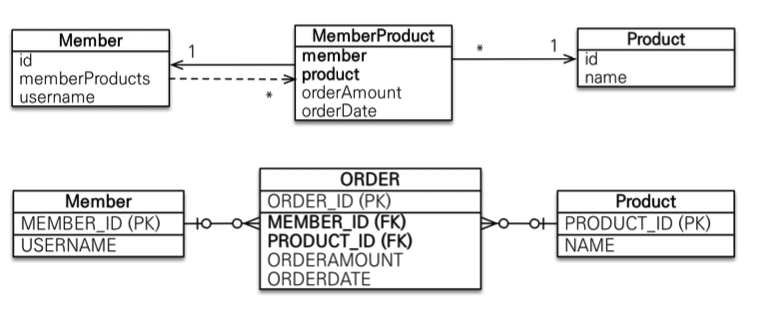 Member
id
memberProducts
username
1
*
MemberProduct
member
product
orderAmount
orderDate
*
1
Product
id
name
Member
MEMBER_ID (PK)
USERNAME
ORDER
ORDER_ID (PK)
MEMBER_ID (FK)
PRODUCT_ID (FK)
ORDERAMOUNT
ORDERDATE
Product
PRODUCT_ID (PK)
NAME